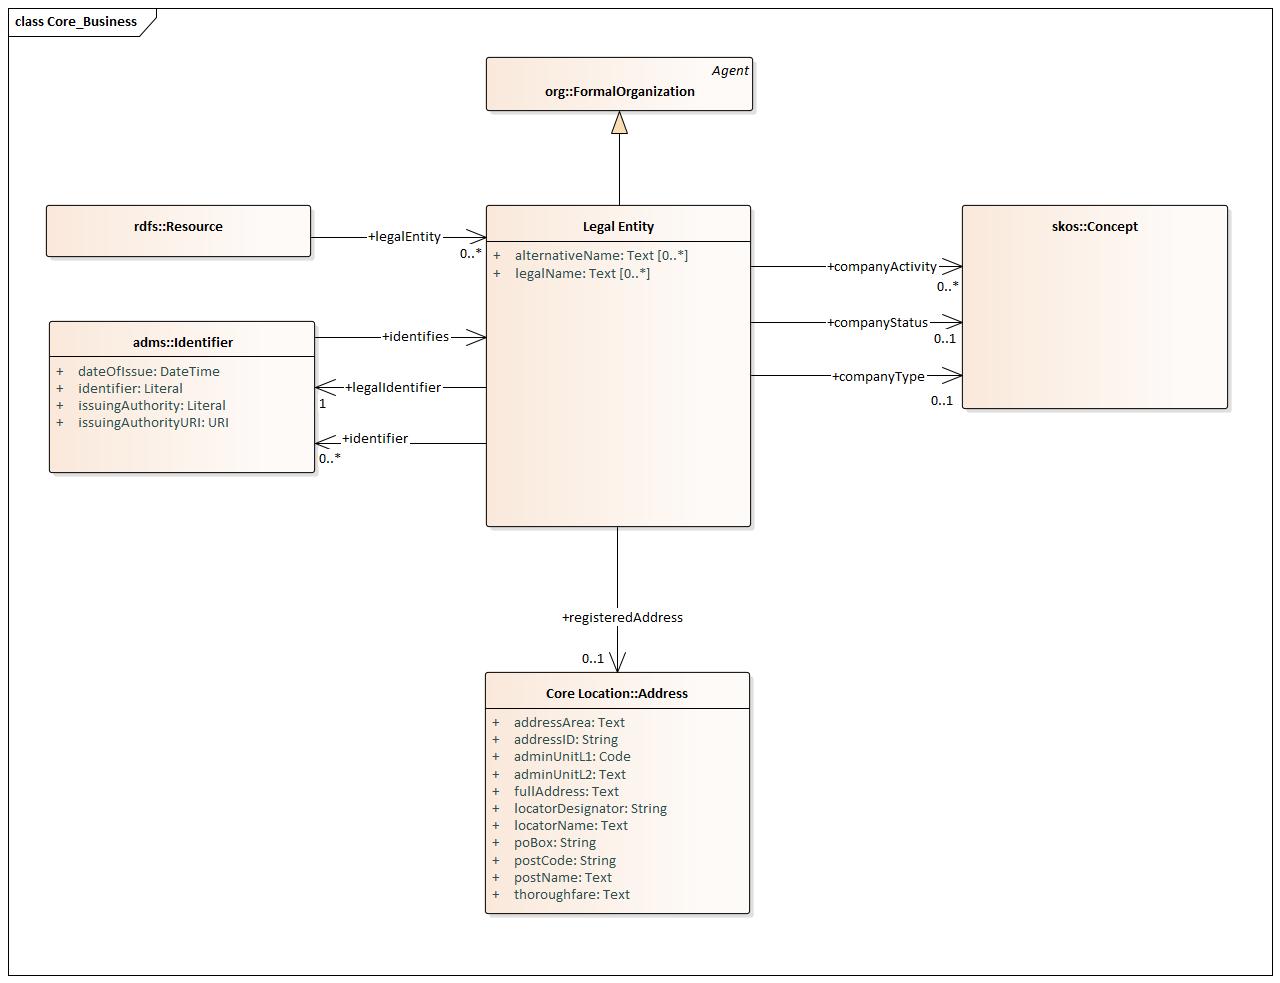 class Core_Business
Agent
org::FormalOrganization
rdfs::Resource
+legalEntity
0..*
Legal Entity
+ alternativeName: Text [0..*]
+ legalName: Text [0..*]
skos::Concept
+companyActivity
0..*
+companyStatus
0..1
+companyType
0..1
adms::Identifier
+ dateOfIssue: DateTime
+ identifier: Literal
+ issuingAuthority: Literal
+ issuingAuthorityURI: URI
+identifies
+legalIdentifier
1
+identifier
0..*
+registeredAddress
0..1
Core Location::Address
+ addressArea: Text
+ addressID: String
+ adminUnitL1: Code
+ adminUnitL2: Text
+ fullAddress: Text
+ locatorDesignator: String
+ locatorName: Text
+ poBox: String
+ postCode: String
+ postName: Text
+ thoroughfare: Text